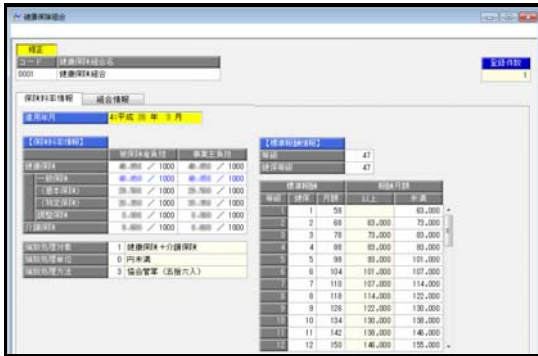 健康保険組合
修正
コード 健康保険組合名
登録件数
0001 健康保険組合
1
保険料率情報 組合情報
適用年月 4:平成 28 年 3 月
【保険料率情報】
被保険者負担 事業主負担
健康保険 / 1000 / 1000
一般保険 / 1000 / 1000
(基本保険) / 1000 / 1000
(特定保険) / 1000 / 1000
調整保険 / 1000 / 1000
介護保険 / 1000 / 1000
端数処理対象 1 健康保険+介護保険
端数処理単位 0 円未満
端数処理方法 3 協会管掌(五捨六入)
【標準報酬情報】
等級 47
健保等級 47
標準報酬 報酬月額
等級 健保 月額 以上 未満
1 1 58 63,000
2 2 68 63,000 73,000
3 3 78 73,000 83,000
4 4 88 83,000 93,000
5 5 98 93,000 101,000
6 6 104 101,000 107,000
7 7 110 107,000 114,000
8 8 118 114,000 122,000
9 9 126 122,000 130,000
10 10 134 130,000 138,000
11 11 142 138,000 146,000
12 12 150 146,000 155,000